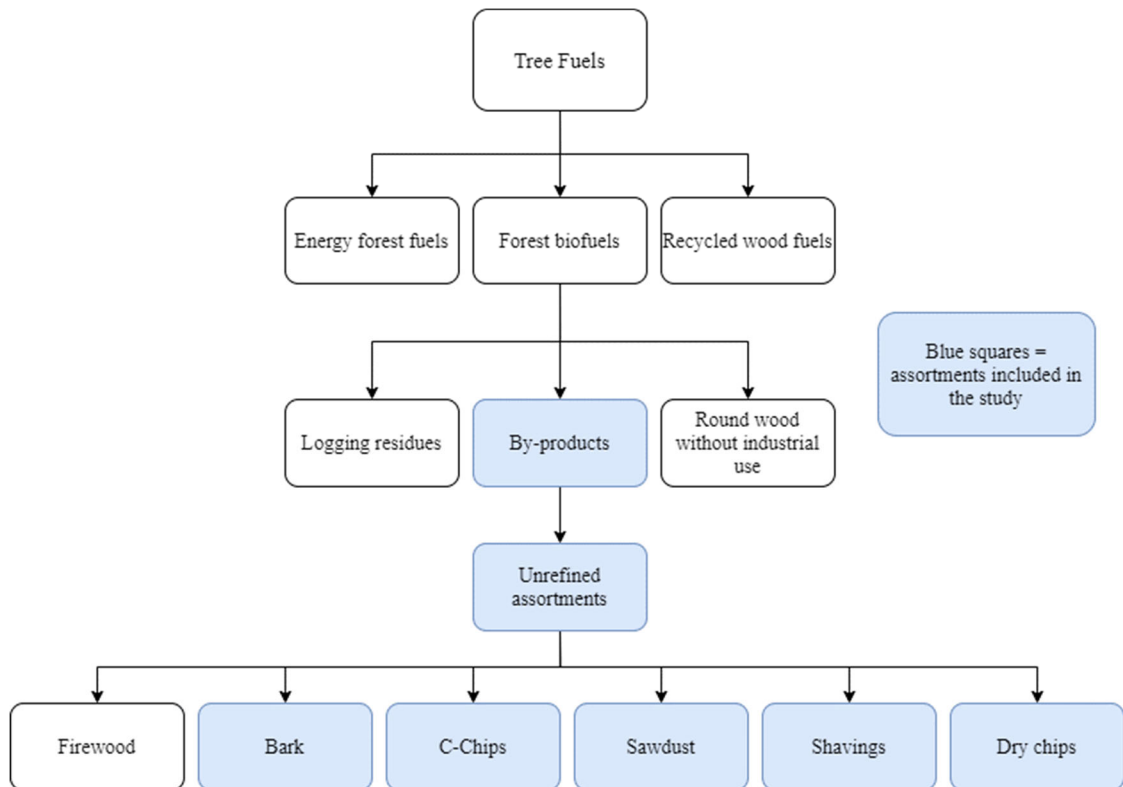 Tree Fuels
Energy forest fuels
Forest biofuels
Recycled wood fuels
Blue squares =
assortments included in
the study
Logging residues
By-products
Round wood
without industrial
use
Unrefined
assortments
Firewood
Bark
C-Chips
Sawdust
Shavings
Dry chips